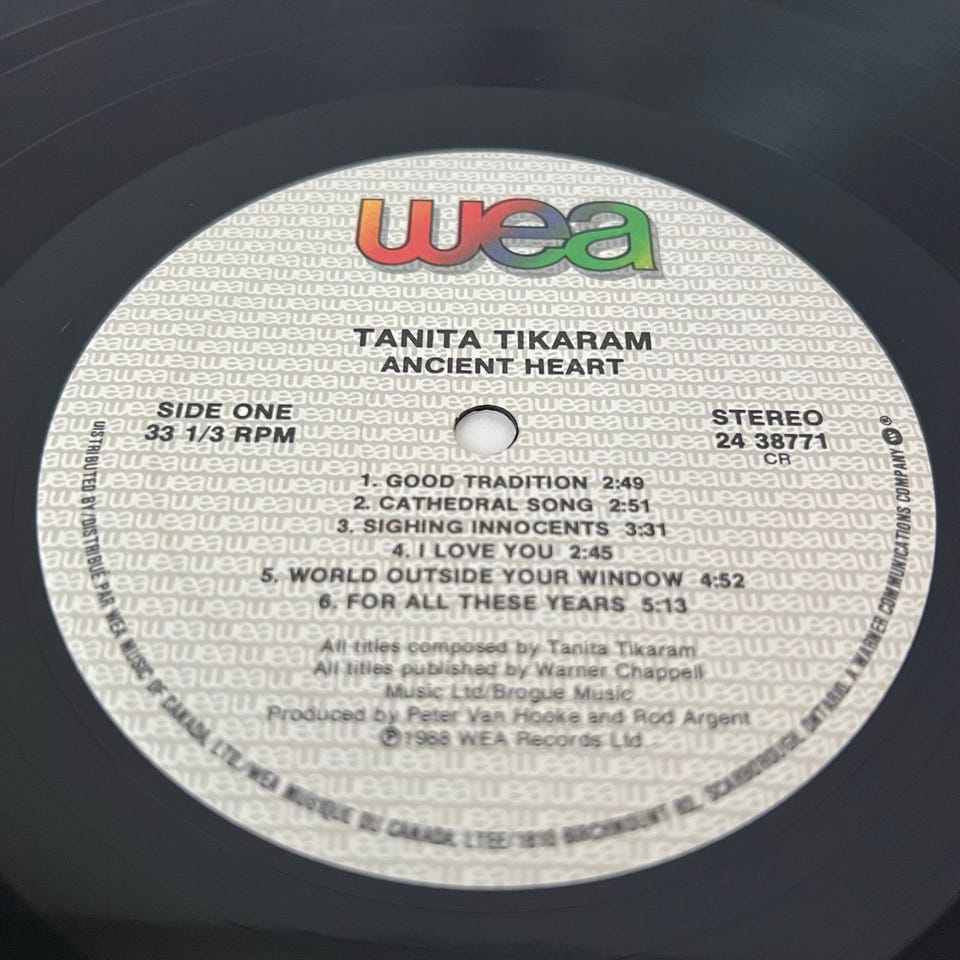 wea
TANITA TIKARAM
ANCIENT HEART
SIDE ONE
33 1/3 RPM
STEREO
24 38771
CR
1. GOOD TRADITION 2:49
2. CATHEDRAL SONG 2:51
3. SIGHING INNOCENTS 3:31
4. I LOVE YOU 2:45
5. WORLD OUTSIDE YOUR WINDOW 4:52
6. FOR ALL THESE YEARS 5:13
All titles composed by Tanita Tikaram
All titles published by Warner Chappell
Music Ltd/Brogue Music
Produced by Peter Van Hooke and Rod Argent
℗1988 WEA Records Ltd.
DISTRIBUTED BY/DISTRIBUÉ PAR WEA MUSIC OF CANADA, LTD./WEA MUSIQUE DU CANADA, LTEE/1810 BIRCHMOUNT RD, SCARBOROUGH, ONTARIO, A WARNER COMMUNICATIONS COMPANY ®